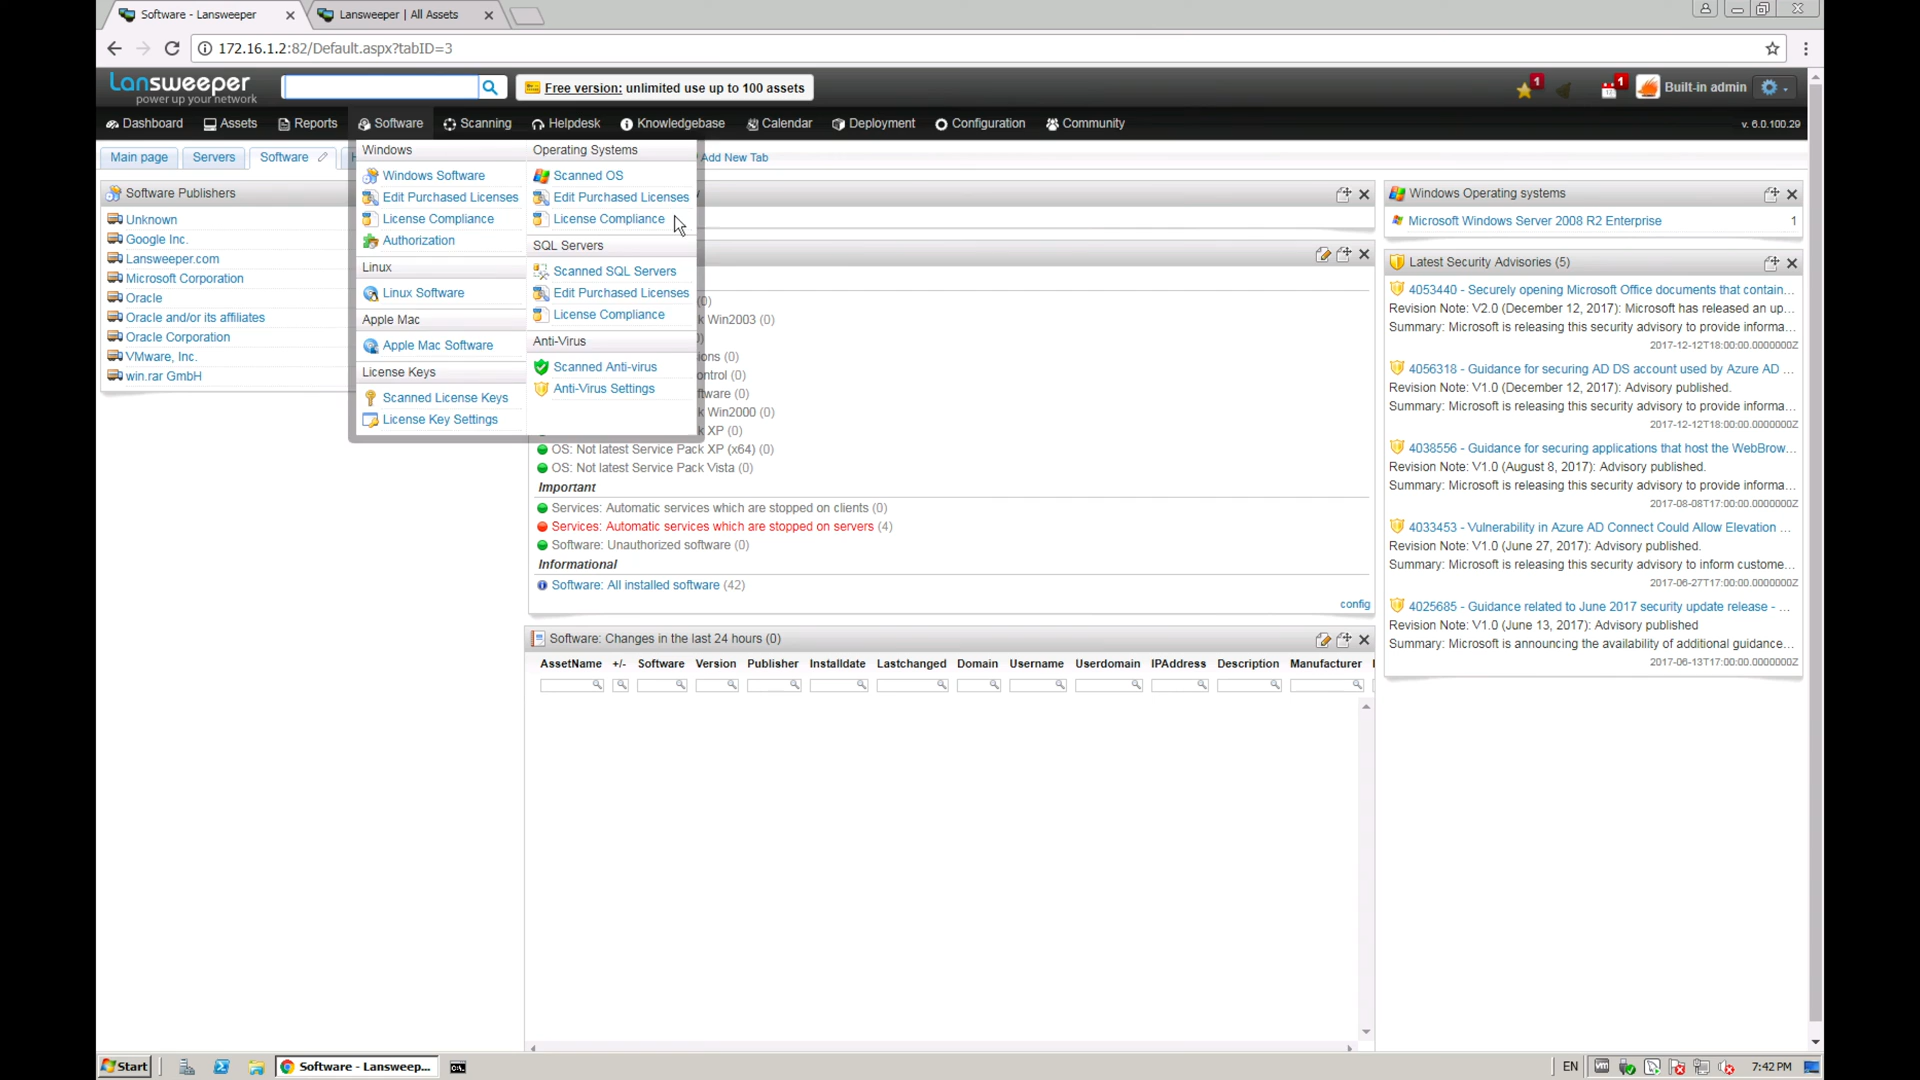 Software - Lansweeper
Lansweeper | All Assets
172.16.1.2:82/Default.aspx?tabID=3
Lansweeper
power up your network
Free version: unlimited use up to 100 assets
1
1
Built-in admin
Dashboard Assets Reports Software Scanning Helpdesk Knowledgebase Calendar Deployment Configuration Community
v. 6.0.100.29
Main page Servers Software
Add New Tab
Software Publishers
Unknown
Google Inc.
Lansweeper.com
Microsoft Corporation
Oracle
Oracle and/or its affiliates
Oracle Corporation
VMware, Inc.
win.rar GmbH
Windows
Windows Software
Edit Purchased Licenses
License Compliance
Authorization
Linux
Linux Software
Apple Mac
Apple Mac Software
License Keys
Scanned License Keys
License Key Settings
Operating Systems
Scanned OS
Edit Purchased Licenses
License Compliance
SQL Servers
Scanned SQL Servers
Edit Purchased Licenses
License Compliance
Anti-Virus
Scanned Anti-virus
Anti-Virus Settings
(0)
Win2003 (0)
(0)
(0)
Win2000 (0)
XP (0)
OS: Not latest Service Pack XP (x64) (0)
OS: Not latest Service Pack Vista (0)
Important
Services: Automatic services which are stopped on clients (0)
Services: Automatic services which are stopped on servers (4)
Software: Unauthorized software (0)
Informational
Software: All installed software (42)
config
Software: Changes in the last 24 hours (0)
AssetName +/- Software Version Publisher Installdate Lastchanged Domain Username Userdomain IPAddress Description Manufacturer
Windows Operating systems
Microsoft Windows Server 2008 R2 Enterprise 1
Latest Security Advisories (5)
4053440 - Securely opening Microsoft Office documents that contain...
Revision Note: V2.0 (December 12, 2017): Microsoft has released an up...
Summary: Microsoft is releasing this security advisory to provide informa...
2017-12-12T18:00:00.0000000Z
4056318 - Guidance for securing AD DS account used by Azure AD ...
Revision Note: V1.0 (December 12, 2017): Advisory published.
Summary: Microsoft is releasing this security advisory to provide informa...
2017-12-12T18:00:00.0000000Z
4038556 - Guidance for securing applications that host the WebBrow...
Revision Note: V1.0 (August 8, 2017): Advisory published.
Summary: Microsoft is releasing this security advisory to provide informa...
2017-08-08T17:00:00.0000000Z
4033453 - Vulnerability in Azure AD Connect Could Allow Elevation ...
Revision Note: V1.0 (June 27, 2017): Advisory published.
Summary: Microsoft is releasing this security advisory to inform custome...
2017-06-27T17:00:00.0000000Z
4025685 - Guidance related to June 2017 security update release - ...
Revision Note: V1.0 (June 13, 2017): Advisory published
Summary: Microsoft is announcing the availability of additional guidance...
2017-06-13T17:00:00.0000000Z
Start
Software - Lansweep...
EN
7:42 PM